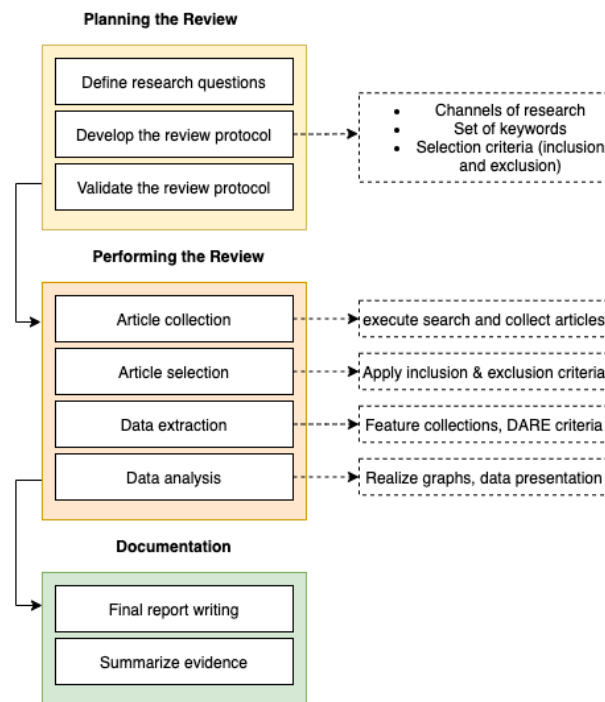 Planning the Review
Define research questions
Develop the review protocol
• Channels of research
• Set of keywords
• Selection criteria (inclusion
and exclusion)
Validate the review protocol
Performing the Review
Article collection
execute search and collect articles
Article selection
Apply inclusion & exclusion criteria
Data extraction
Feature collections, DARE criteria
Data analysis
Realize graphs, data presentation
Documentation
Final report writing
Summarize evidence